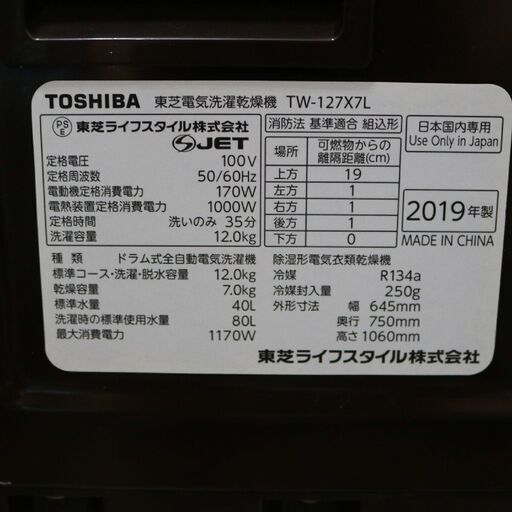 TOSHIBA 東芝電気洗濯乾燥機 TW-127X7L
PS
E
東芝ライフスタイル株式会社
S JET
定格電圧 100V
定格周波数 50/60Hz
電動機定格消費電力 170W
電熱装置定格消費電力 1000W
定格時間 洗いのみ 35分
洗濯容量 12.0kg
消防法 基準適合 組込形
場所 可燃物からの離隔距離(cm)
上方 19
左方 1
右方 1
後方 1
下方 0
日本国内専用
Use Only in Japan
2019年製
MADE IN CHINA
種類 ドラム式全自動電気洗濯機
標準コース・洗濯・脱水容量 12.0kg
乾燥容量 7.0kg
標準水量 40L
洗濯時の標準使用水量 80L
最大消費電力 1170W
除湿形電気衣類乾燥機
冷媒 R134a
冷媒封入量 250g
外形寸法 幅 645mm
奥行 750mm
高さ 1060mm
東芝ライフスタイル株式会社